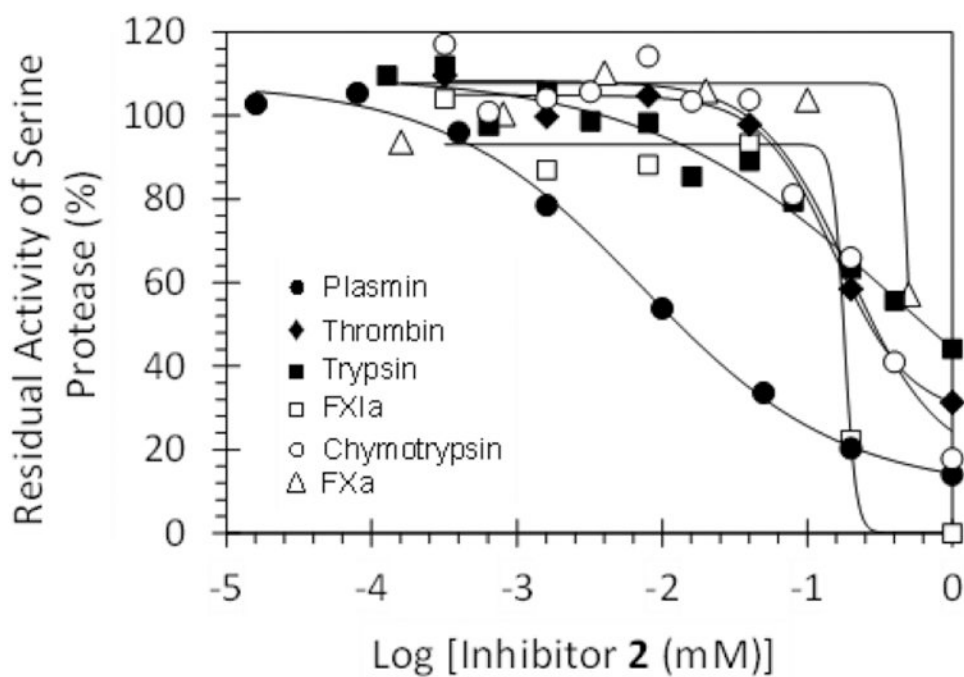 Residual Activity of Serine
Protease (%)
120
100
80
60
40
20
0
Plasmin
Thrombin
Trypsin
FXIa
Chymotrypsin
FXa
-5 -4 -3 -2 -1 0
Log [Inhibitor 2 (mM)]